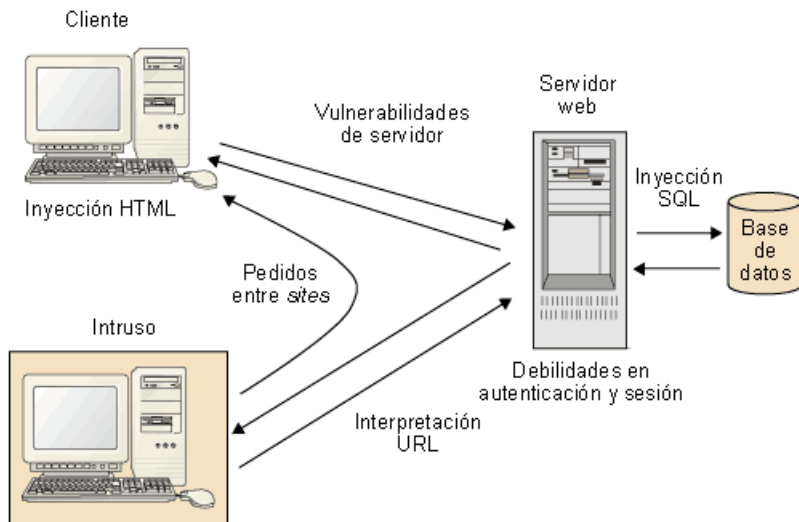 Cliente
Inyección HTML
Vulnerabilidades
de servidor
Servidor
web
Inyección
SQL
Base
de
datos
Pedidos
entre sites
Intruso
Interpretación
URL
Debilidades en
autenticación y sesión